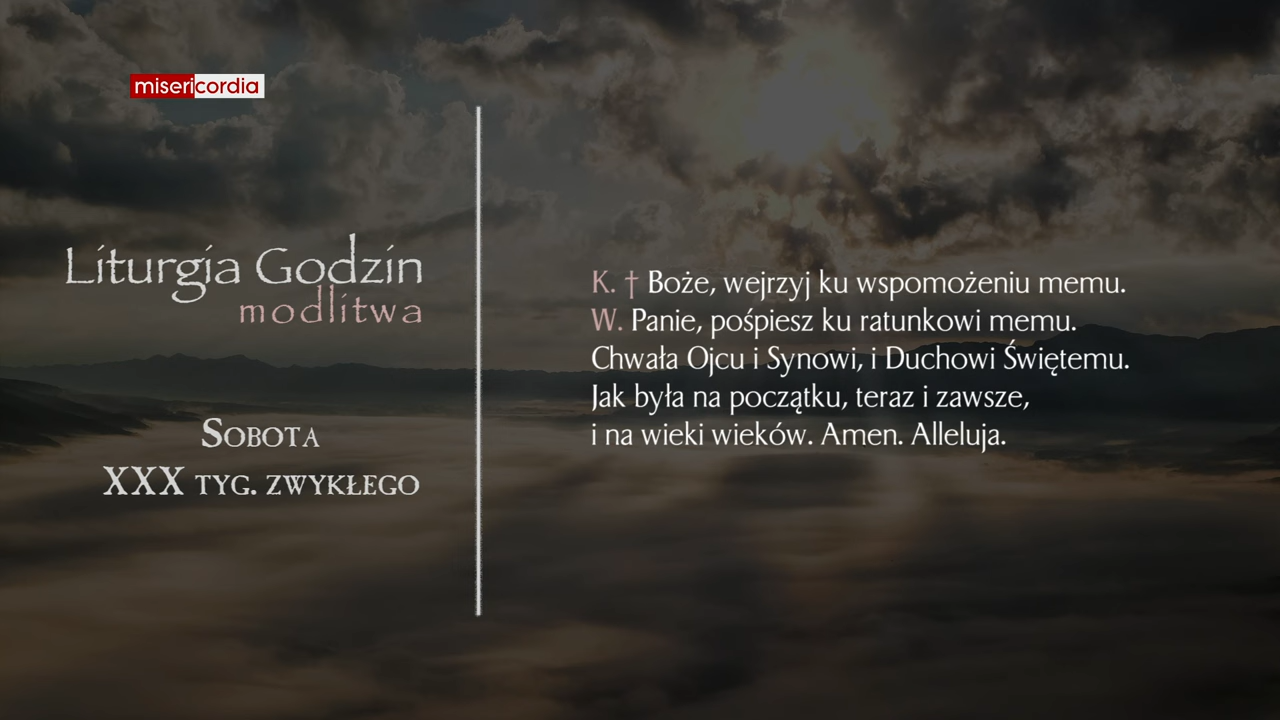 misericordia
Liturgia Godzin
modlitwa
Sobota
XXX tyg. zwykłego
K. † Boże, wejrzyj ku wspomożeniu memu.
W. Panie, pośpiesz ku ratunkowi memu.
Chwała Ojcu i Synowi, i Duchowi Świętemu.
Jak była na początku, teraz i zawsze,
i na wieki wieków. Amen. Alleluja.